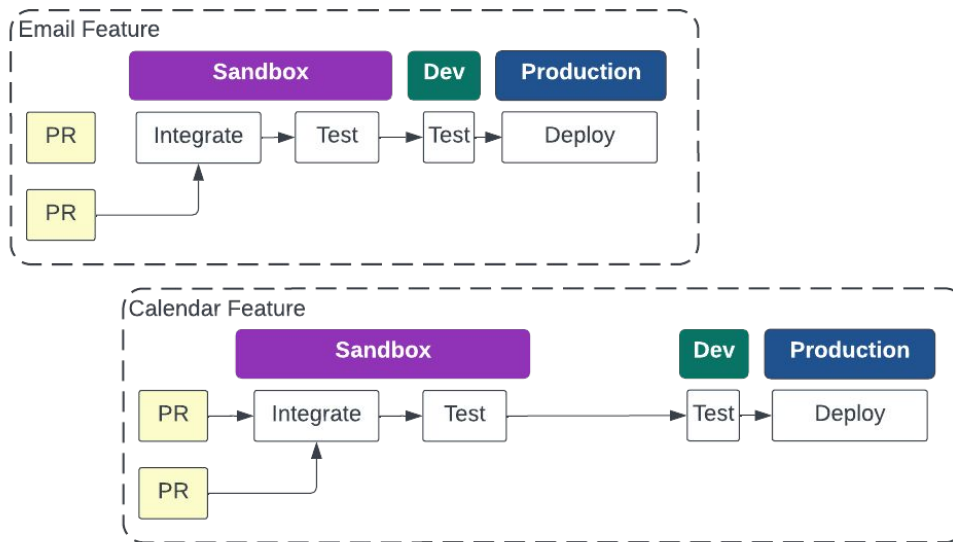 Email Feature
Sandbox Dev Production
PR Integrate Test Test Deploy
PR
Calendar Feature
Sandbox Dev Production
PR Integrate Test Test Deploy
PR